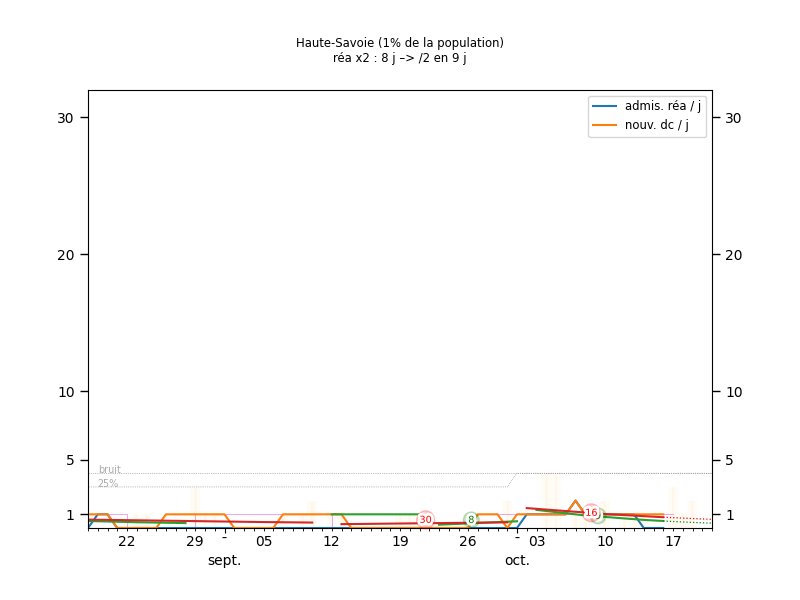 Haute-Savoie (1% de la population)
réa x2 : 8 j –> /2 en 9 j
admis. réa / j
nouv. dc / j
30 30
20 20
10 10
5 5
1 1
bruit
25%
30 8 16
22 29 - 05 12 19 26 - 03 10 17
sept. oct.